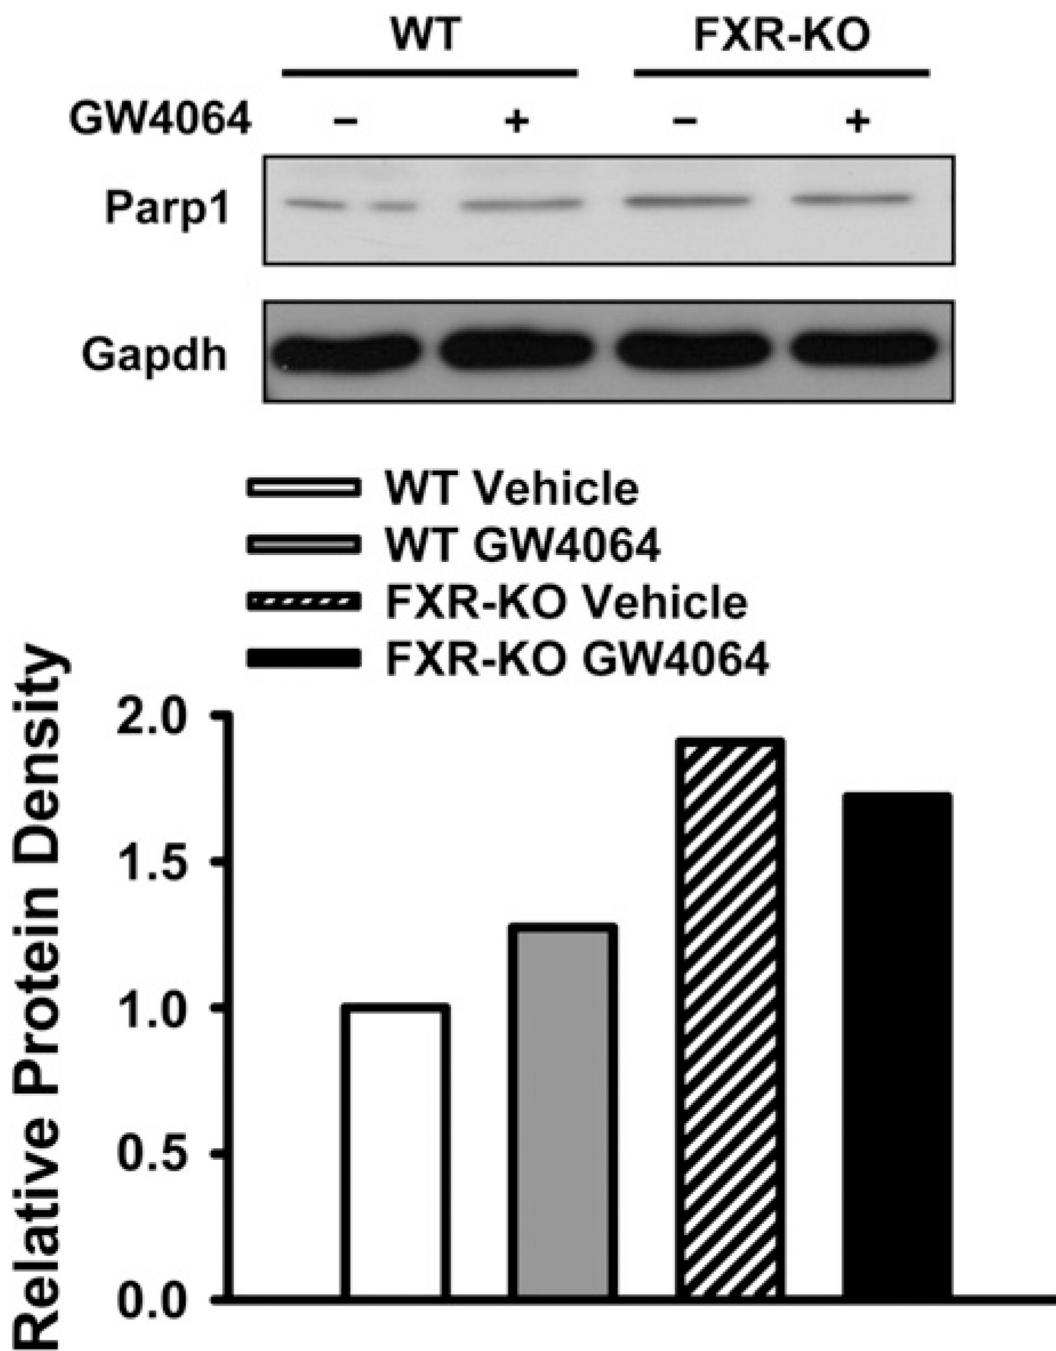 WT FXR-KO
GW4064 – + – +
Parp1
Gapdh
WT Vehicle
WT GW4064
FXR-KO Vehicle
FXR-KO GW4064
Relative Protein Density
2.0
1.5
1.0
0.5
0.0